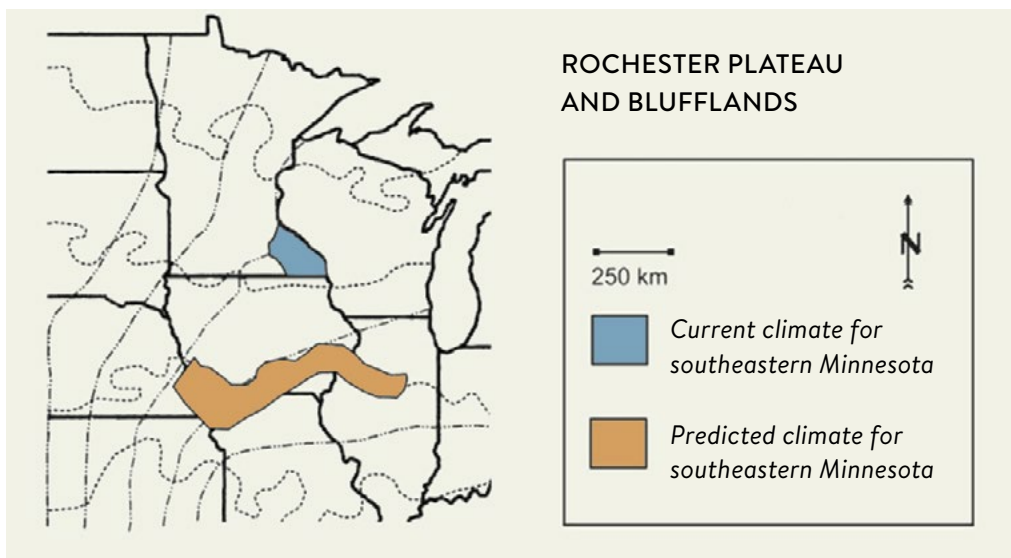 ROCHESTER PLATEAU
AND BLUFFLANDS
N
250 km
Current climate for
southeastern Minnesota
Predicted climate for
southeastern Minnesota